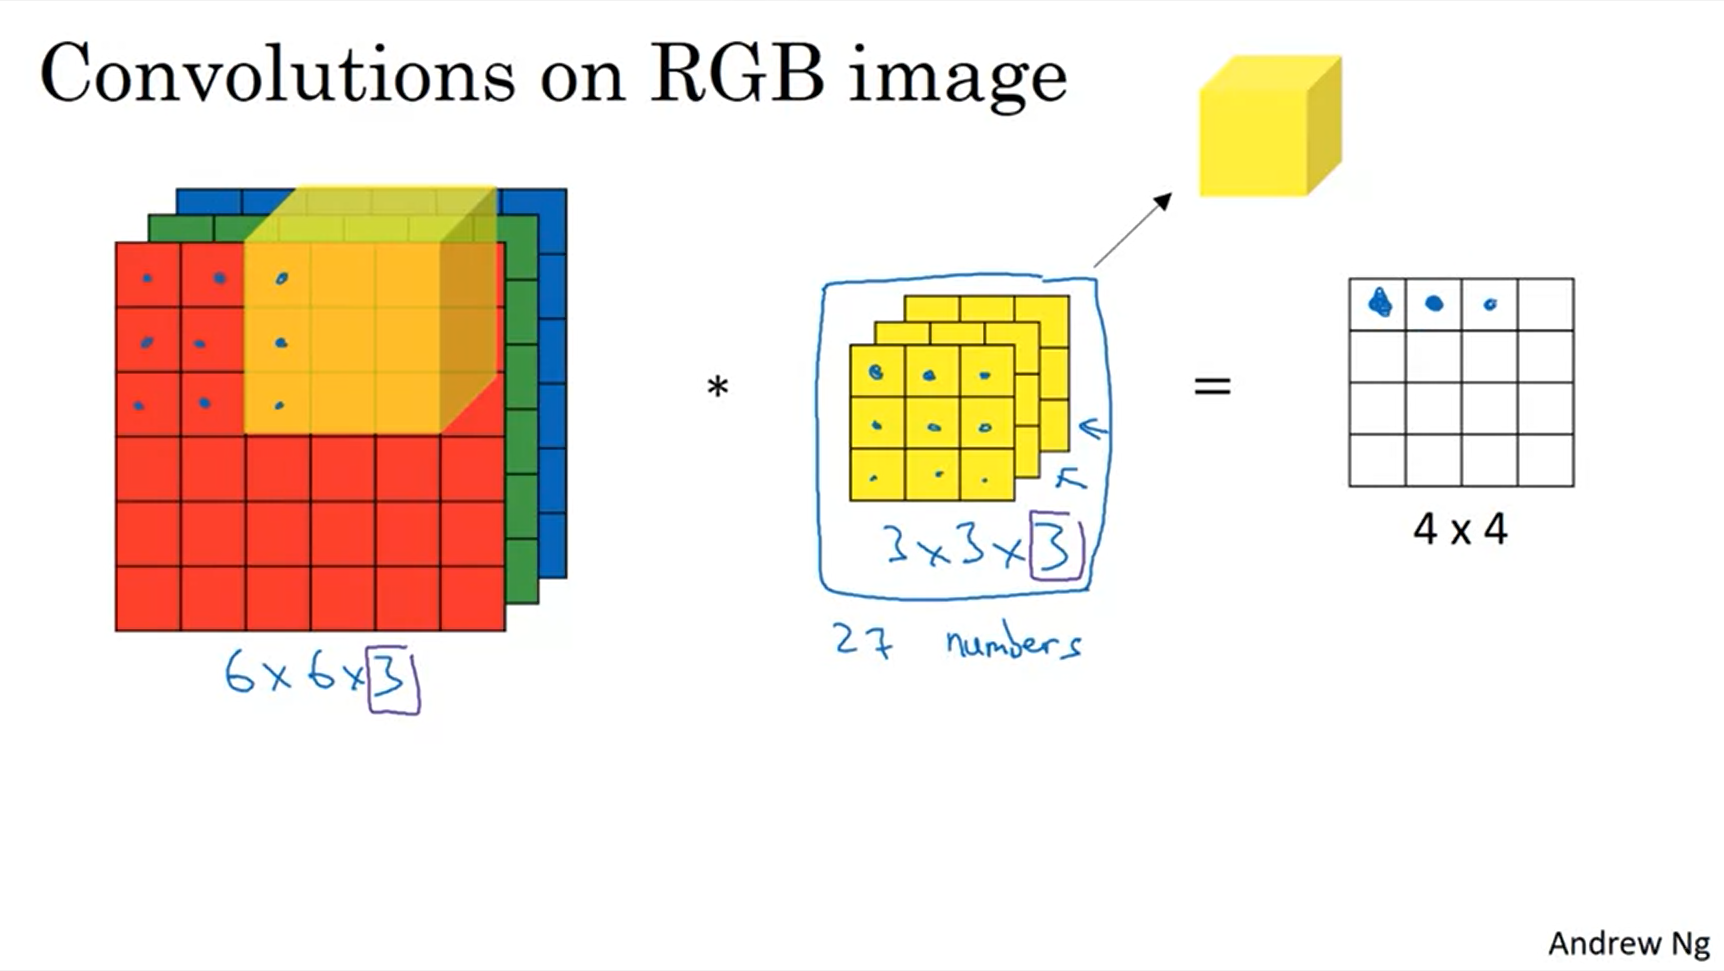 Convolutions on RGB image
*
=
3x3x3
4 x 4
27 numbers
6x6x3
Andrew Ng